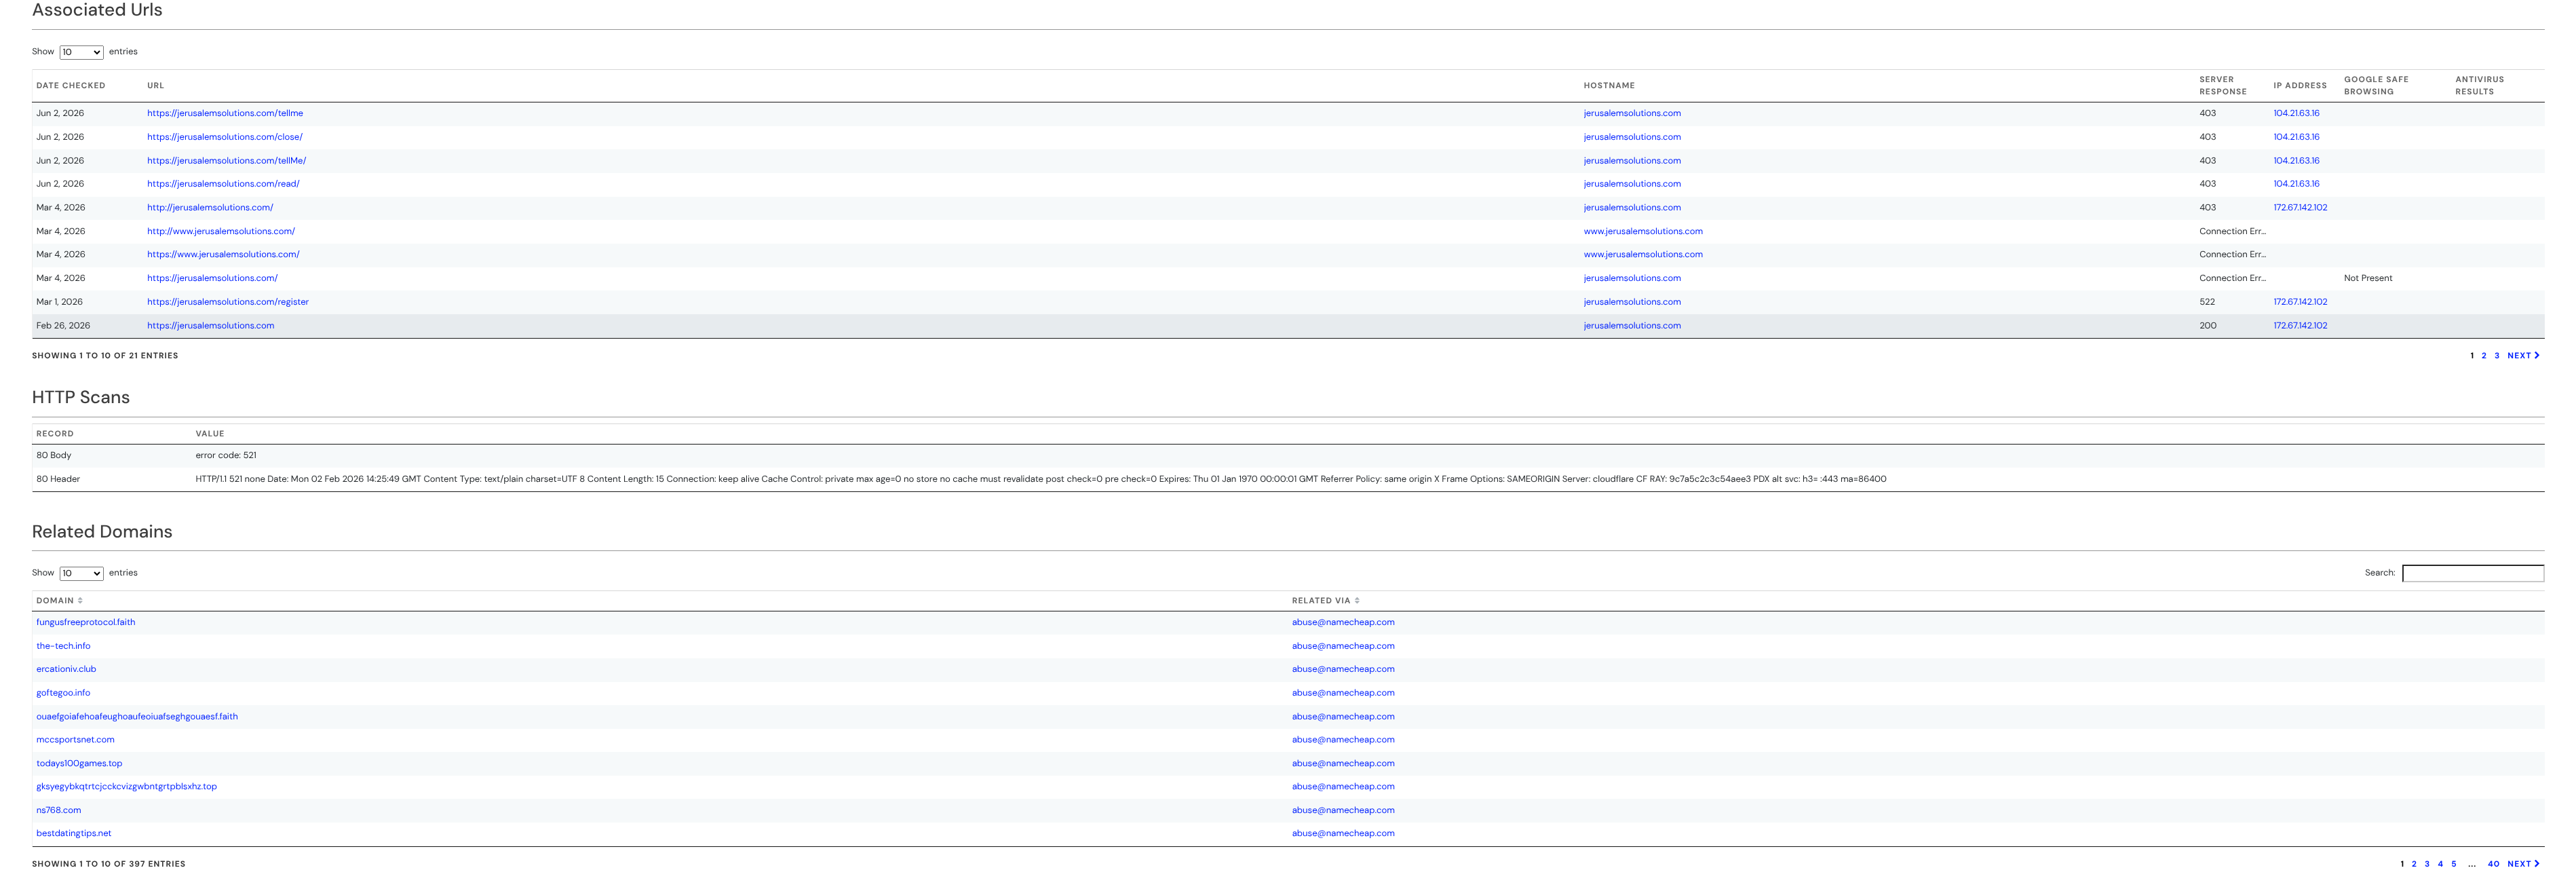 Associated Urls
Show 10 entries
DATE CHECKED URL HOSTNAME SERVER RESPONSE IP ADDRESS GOOGLE SAFE BROWSING ANTIVIRUS RESULTS
Jun 2, 2026 https://jerusalemsolutions.com/tellme jerusalemsolutions.com 403 104.21.63.16
Jun 2, 2026 https://jerusalemsolutions.com/close/ jerusalemsolutions.com 403 104.21.63.16
Jun 2, 2026 https://jerusalemsolutions.com/tellMe/ jerusalemsolutions.com 403 104.21.63.16
Jun 2, 2026 https://jerusalemsolutions.com/read/ jerusalemsolutions.com 403 104.21.63.16
Mar 4, 2026 http://jerusalemsolutions.com/ jerusalemsolutions.com 403 172.67.142.102
Mar 4, 2026 http://www.jerusalemsolutions.com/ www.jerusalemsolutions.com Connection Err...
Mar 4, 2026 https://www.jerusalemsolutions.com/ www.jerusalemsolutions.com Connection Err...
Mar 4, 2026 https://jerusalemsolutions.com/ jerusalemsolutions.com Connection Err... Not Present
Mar 1, 2026 https://jerusalemsolutions.com/register jerusalemsolutions.com 522 172.67.142.102
Feb 26, 2026 https://jerusalemsolutions.com jerusalemsolutions.com 200 172.67.142.102
SHOWING 1 TO 10 OF 21 ENTRIES 1 2 3 NEXT
HTTP Scans
RECORD VALUE
80 Body error code: 521
80 Header HTTP/1.1 521 none Date: Mon 02 Feb 2026 14:25:49 GMT Content Type: text/plain charset=UTF 8 Content Length: 15 Connection: keep alive Cache Control: private max age=0 no store no cache must revalidate post check=0 pre check=0 Expires: Thu 01 Jan 1970 00:00:01 GMT Referrer Policy: same origin X Frame Options: SAMEORIGIN Server: cloudflare CF RAY: 9c7a5c2c3c54aee3 PDX alt svc: h3= :443 ma=86400
Related Domains
Show 10 entries Search:
DOMAIN RELATED VIA
fungusfreeprotocol.faith abuse@namecheap.com
the-tech.info abuse@namecheap.com
ercationiv.club abuse@namecheap.com
goftegoo.info abuse@namecheap.com
ouaefgoiafehoafeughoaufeoiuafseghgouaesf.faith abuse@namecheap.com
mccsportsnet.com abuse@namecheap.com
todays100games.top abuse@namecheap.com
gksyegybkqtrtcjcckcvizgwbntgrtpblsxhz.top abuse@namecheap.com
ns768.com abuse@namecheap.com
bestdatingtips.net abuse@namecheap.com
SHOWING 1 TO 10 OF 397 ENTRIES 1 2 3 4 5 ... 40 NEXT